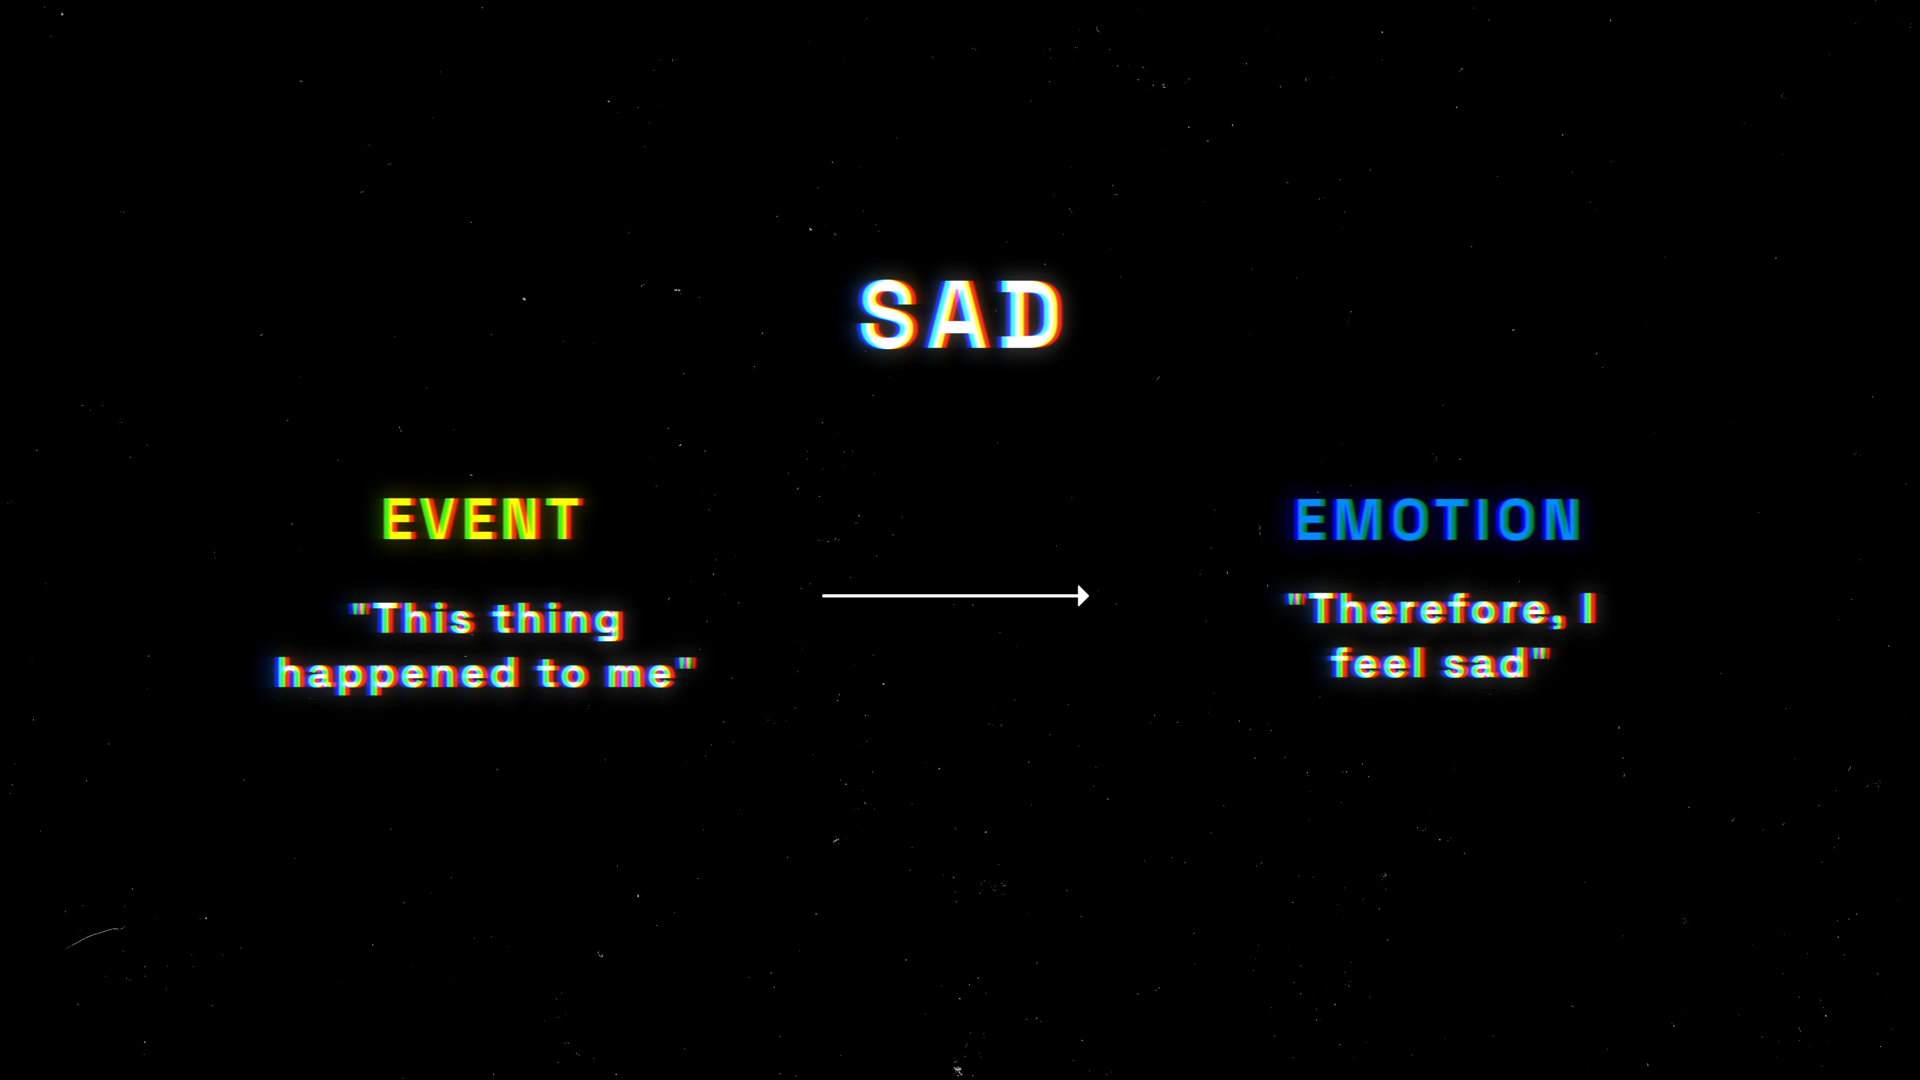 SAD
EVENT
"This thing
happened to me"
EMOTION
"Therefore, I
feel sad"